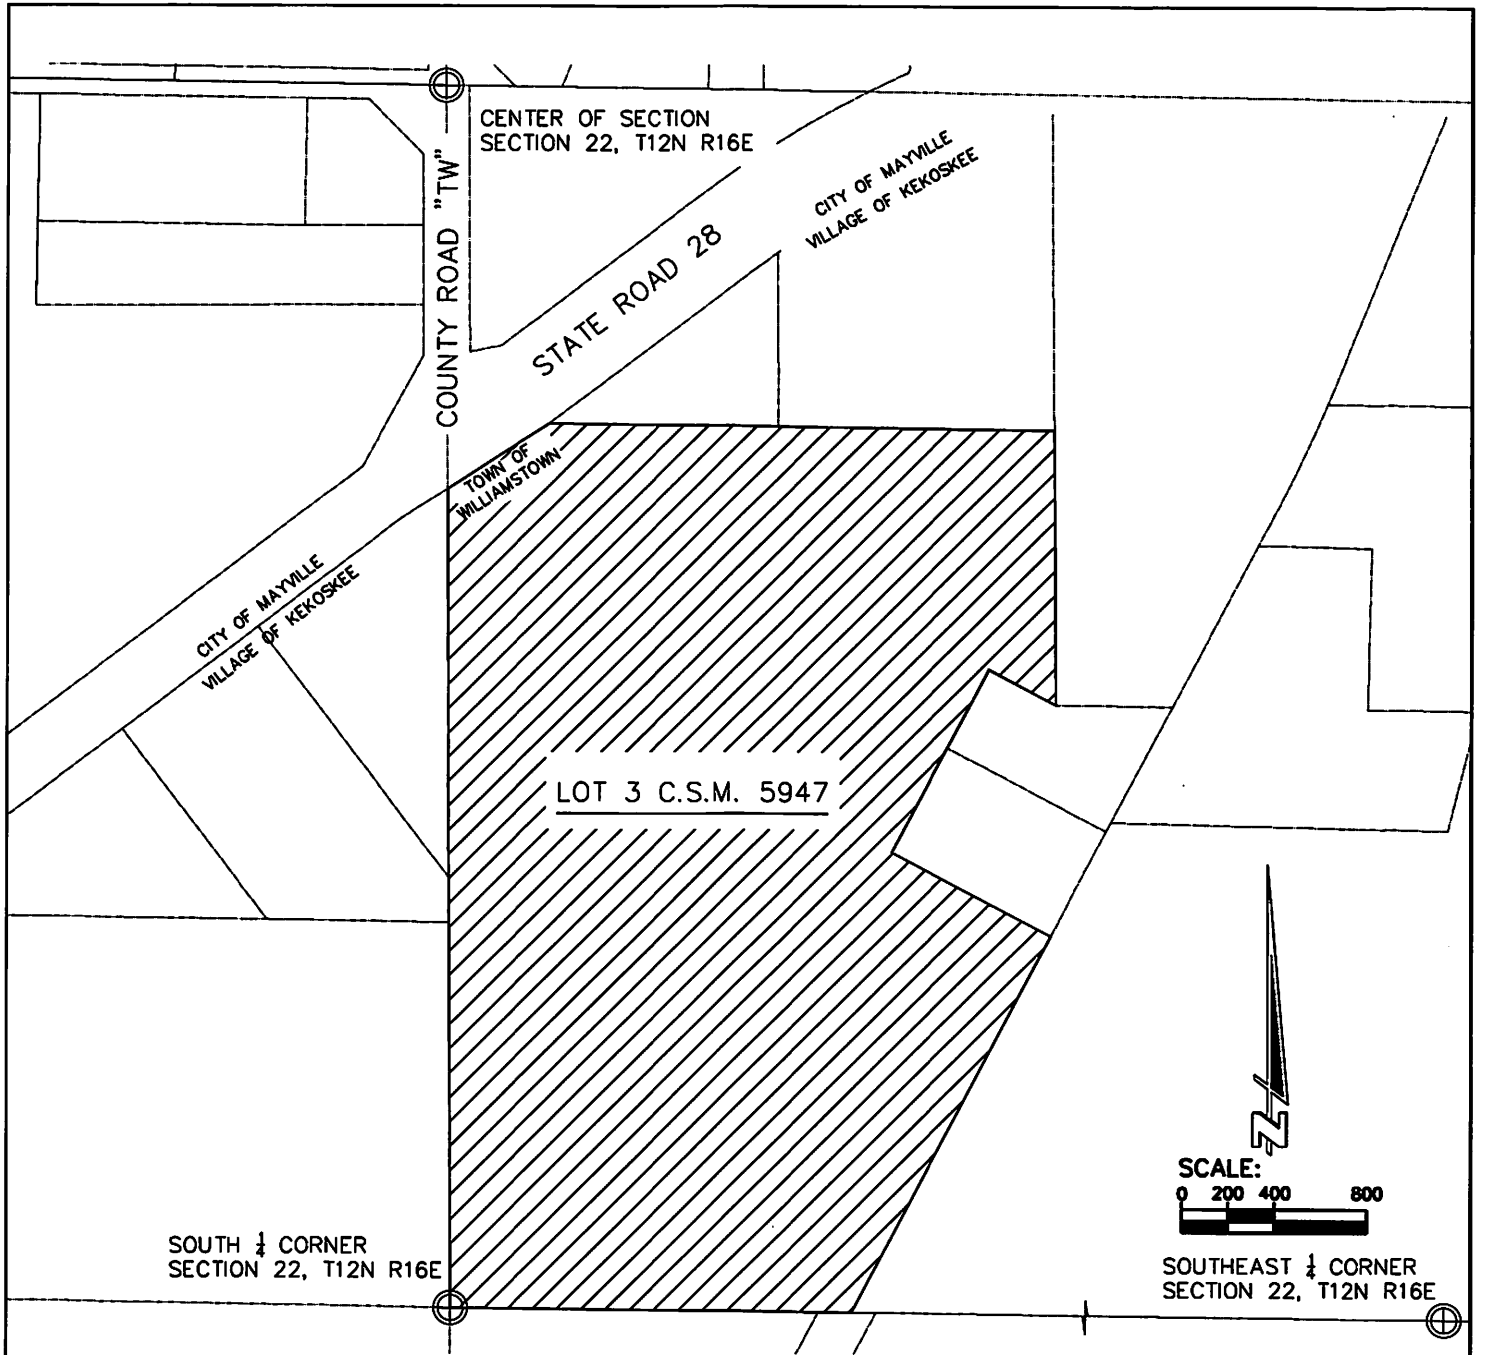 CENTER OF SECTION
SECTION 22, T12N R16E
COUNTY ROAD "TW"
STATE ROAD 28
CITY OF MAYVILLE
VILLAGE OF KEKOSKEE
TOWN OF
WILLIAMSTOWN
CITY OF MAYVILLE
VILLAGE OF KEKOSKEE
LOT 3 C.S.M. 5947
N
SCALE:
0 200 400 800
SOUTH 1/4 CORNER
SECTION 22, T12N R16E
SOUTHEAST 1/4 CORNER
SECTION 22, T12N R16E